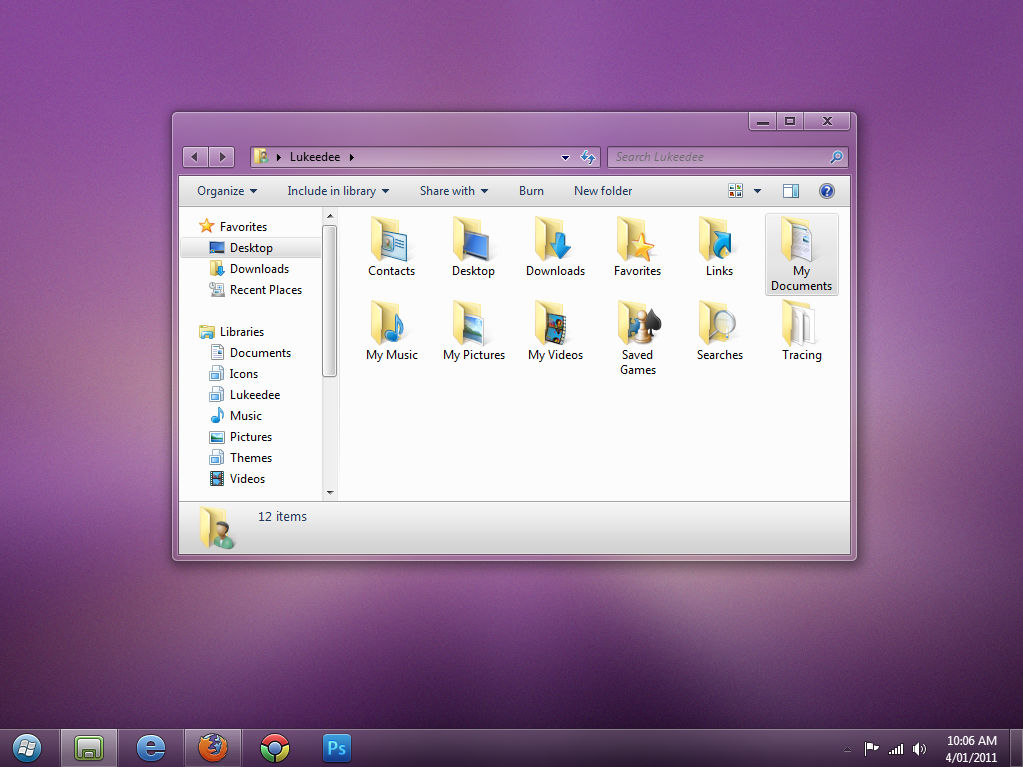 Lukeedee
Search Lukeedee
Organize
Include in library
Share with
Burn
New folder
Favorites
Desktop
Downloads
Recent Places
Libraries
Documents
Icons
Lukeedee
Music
Pictures
Themes
Videos
Contacts
Desktop
Downloads
Favorites
Links
My
Documents
My Music
My Pictures
My Videos
Saved
Games
Searches
Tracing
12 items
Ps
10:06 AM
4/01/2011